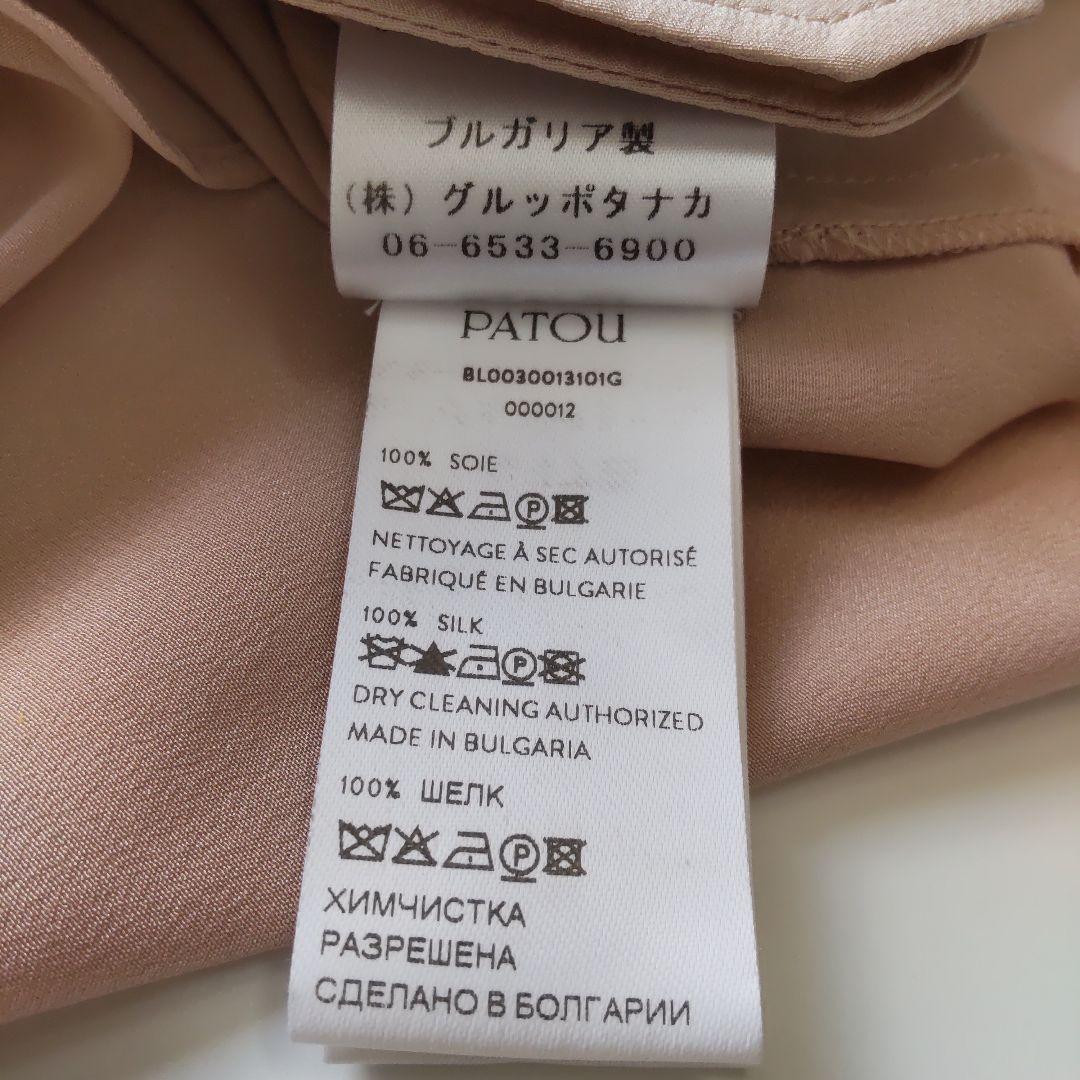 ブルガリア製
(株)グルッポタナカ
06-6533-6900
PATOU
BL0030013101G
000012
100% SOIE
P
NETTOYAGE À SEC AUTORISÉ
FABRIQUÉ EN BULGARIE
100% SILK
P
DRY CLEANING AUTHORIZED
MADE IN BULGARIA
100% ШЕЛК
P
ХИМЧИСТКА
РАЗРЕШЕНА
СДЕЛАНО В БОЛГАРИИ